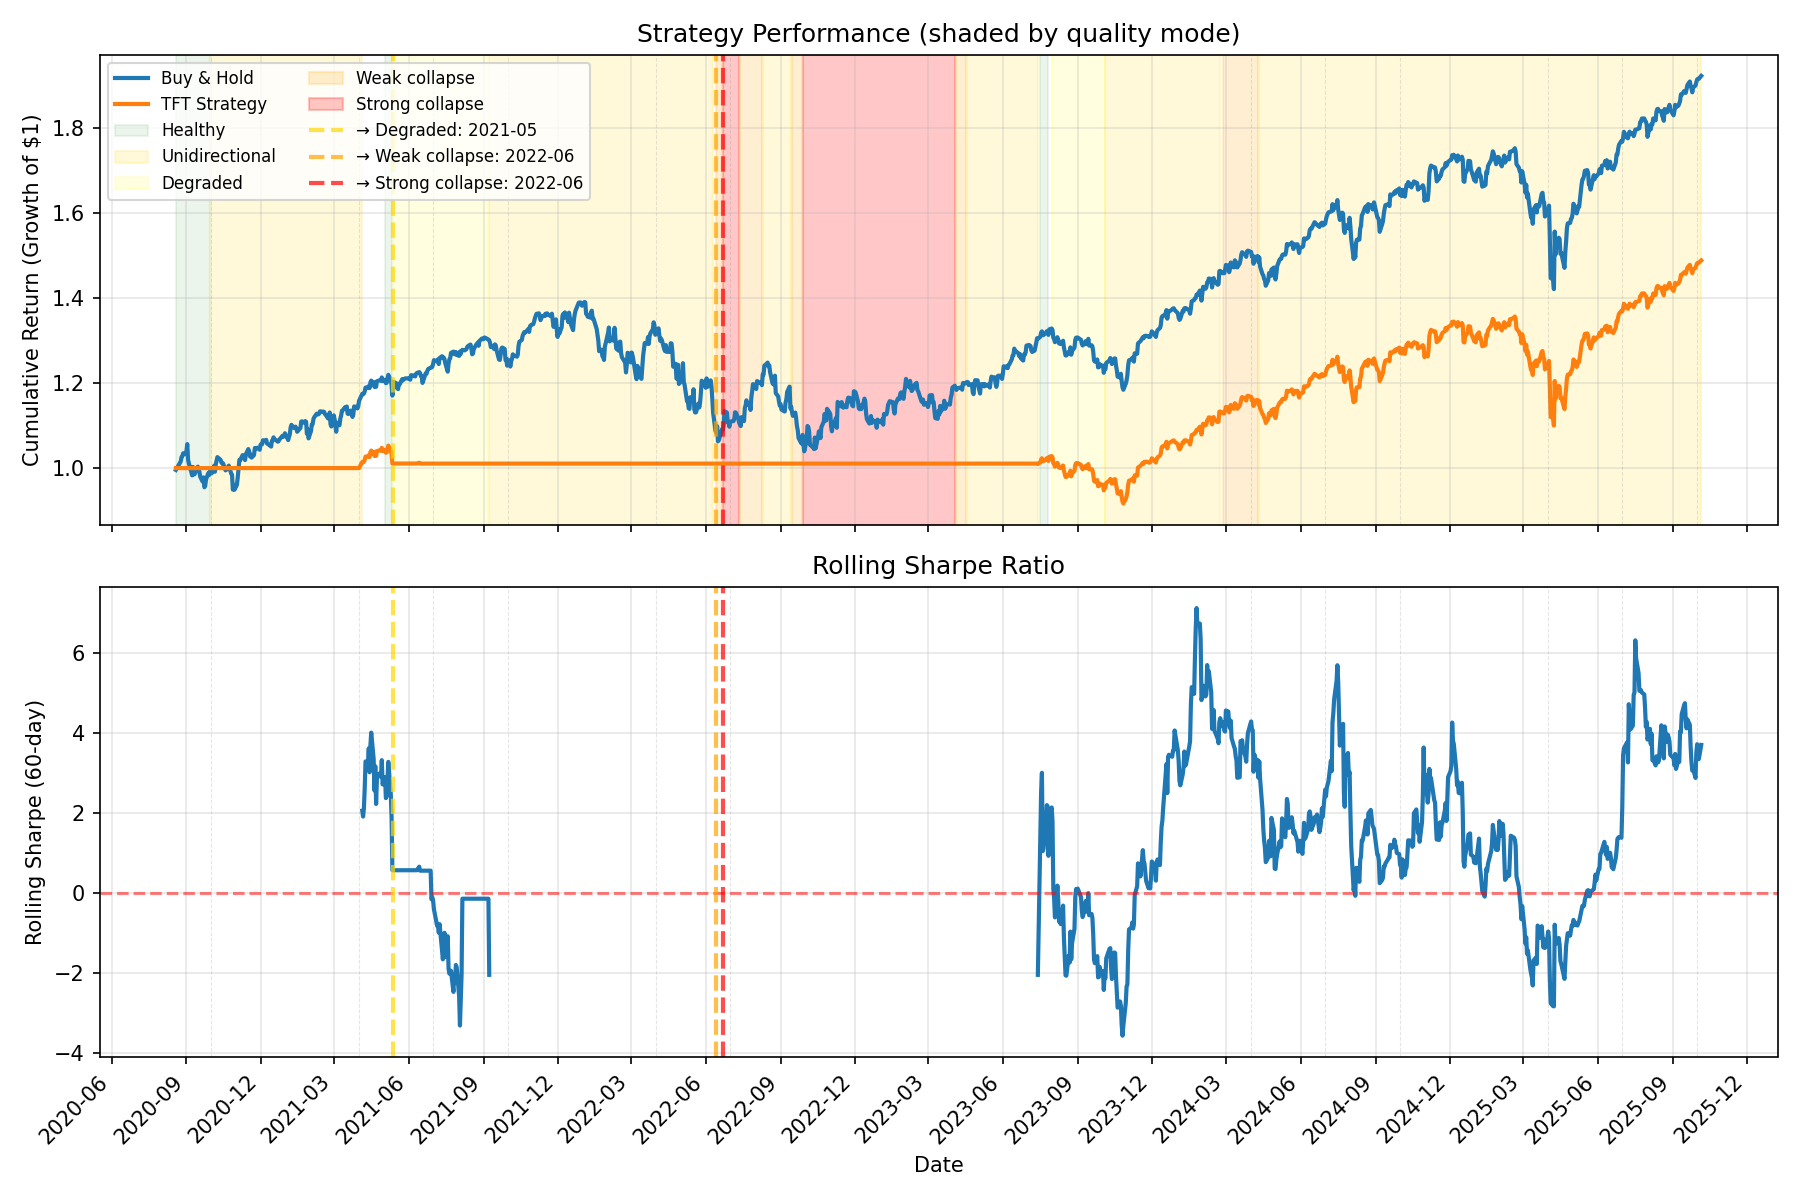 Strategy Performance (shaded by quality mode)
Cumulative Return (Growth of $1)
1.8
1.6
1.4
1.2
1.0
Buy & Hold
TFT Strategy
Healthy
Unidirectional
Degraded
Weak collapse
Strong collapse
→ Degraded: 2021-05
→ Weak collapse: 2022-06
→ Strong collapse: 2022-06
Rolling Sharpe Ratio
Rolling Sharpe (60-day)
6
4
2
0
−2
−4
2020-06
2020-09
2020-12
2021-03
2021-06
2021-09
2021-12
2022-03
2022-06
2022-09
2022-12
2023-03
2023-06
2023-09
2023-12
2024-03
2024-06
2024-09
2024-12
2025-03
2025-06
2025-09
2025-12
Date